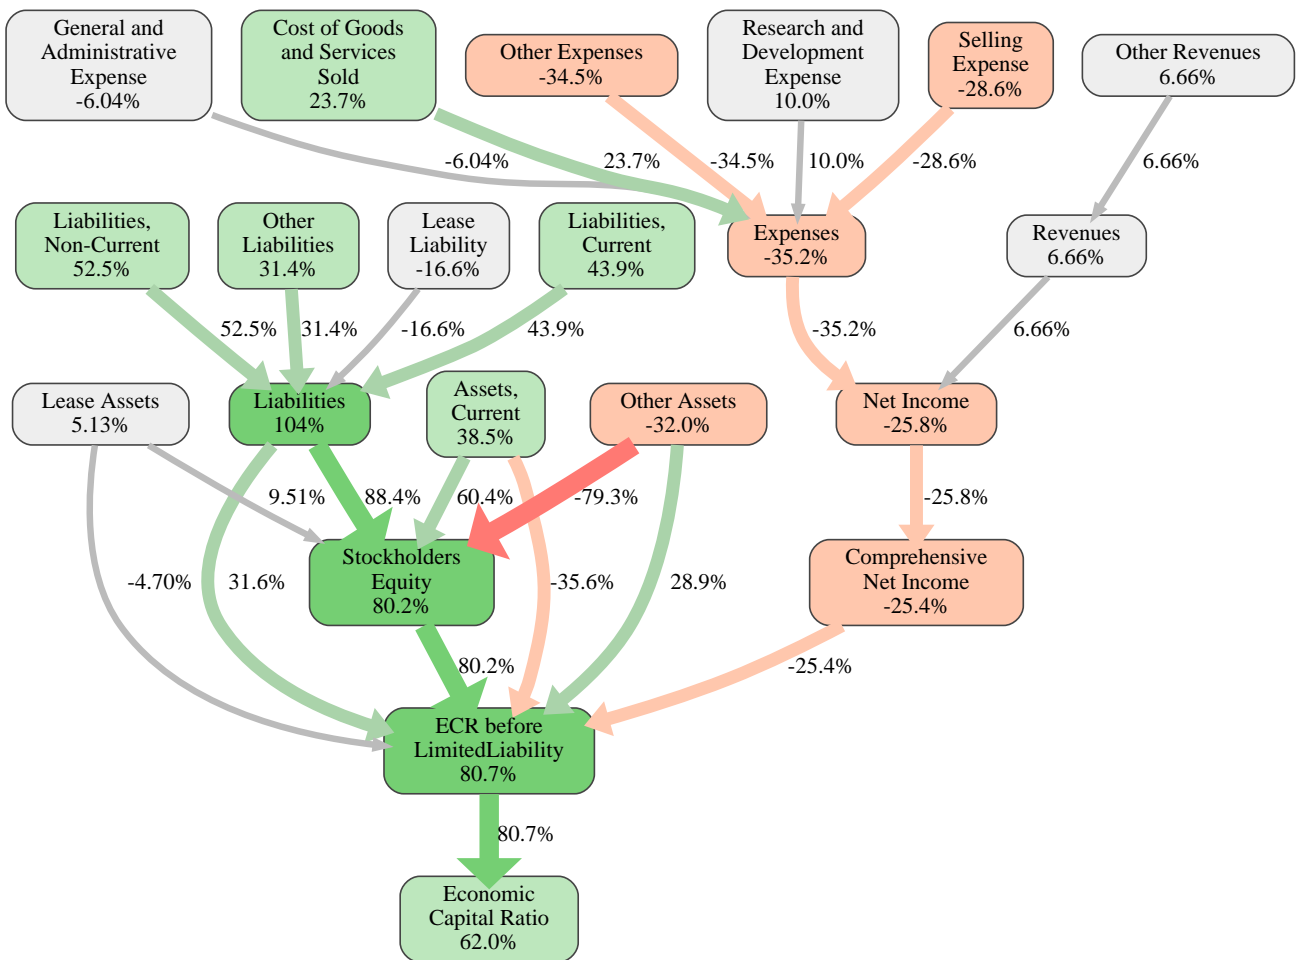 General and
Administrative
Expense
-6.04%
Cost of Goods
and Services
Sold
23.7%
Other Expenses
-34.5%
Research and
Development
Expense
10.0%
Selling
Expense
-28.6%
Other Revenues
6.66%
-6.04%
23.7%
-34.5%
10.0%
-28.6%
6.66%
Liabilities,
Non-Current
52.5%
Other
Liabilities
31.4%
Lease
Liability
-16.6%
Liabilities,
Current
43.9%
Expenses
-35.2%
Revenues
6.66%
52.5%
31.4%
-16.6%
43.9%
-35.2%
6.66%
Lease Assets
5.13%
Liabilities
104%
Assets,
Current
38.5%
Other Assets
-32.0%
Net Income
-25.8%
9.51%
88.4%
60.4%
-79.3%
-25.8%
Stockholders
Equity
80.2%
Comprehensive
Net Income
-25.4%
-4.70%
31.6%
-35.6%
28.9%
80.2%
-25.4%
ECR before
LimitedLiability
80.7%
80.7%
Economic
Capital Ratio
62.0%